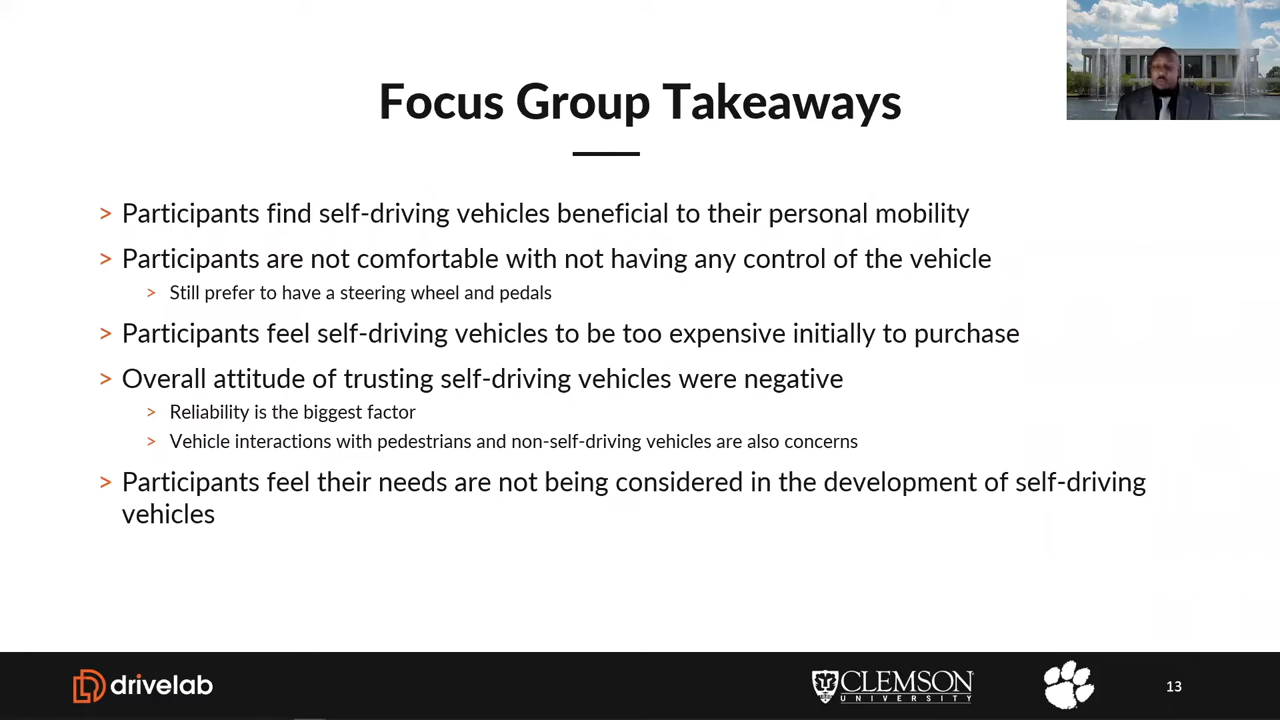 Focus Group Takeaways
> Participants find self-driving vehicles beneficial to their personal mobility
> Participants are not comfortable with not having any control of the vehicle
> Still prefer to have a steering wheel and pedals
> Participants feel self-driving vehicles to be too expensive initially to purchase
> Overall attitude of trusting self-driving vehicles were negative
> Reliability is the biggest factor
> Vehicle interactions with pedestrians and non-self-driving vehicles are also concerns
> Participants feel their needs are not being considered in the development of self-driving
vehicles
drivelab
CLEMSON
UNIVERSITY
13